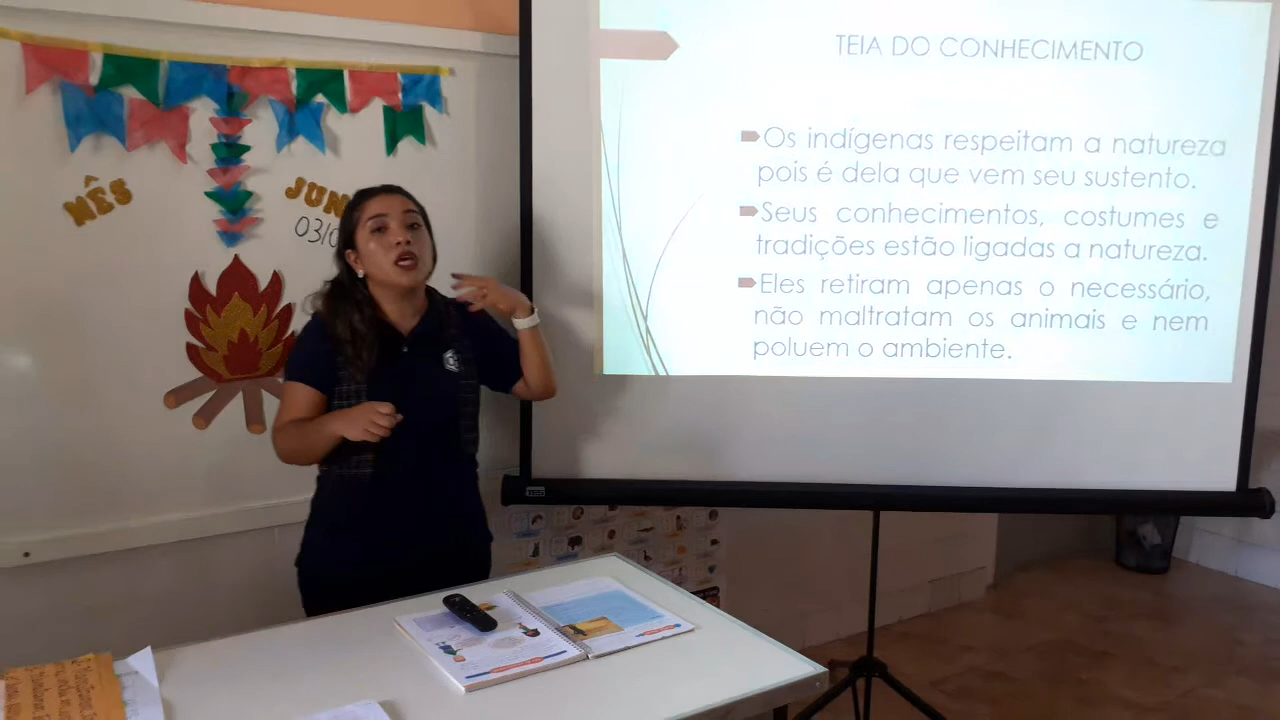 TEIA DO CONHECIMENTO
Os indígenas respeitam a natureza
pois é dela que vem seu sustento.
Seus conhecimentos, costumes e
tradições estão ligadas a natureza.
Eles retiram apenas o necessário,
não maltratam os animais e nem
poluem o ambiente.
MÊS
JUN
03/0